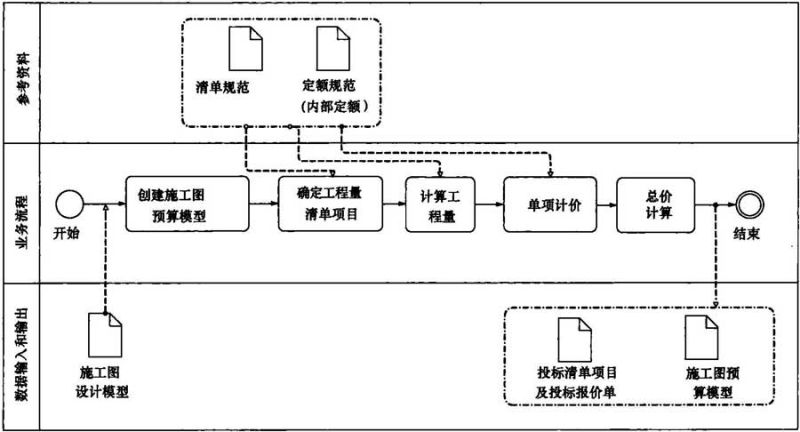 参考资料
清单规范
定额规范
(内部定额)
业务流程
开始
创建施工图
预算模型
确定工程量
清单项目
计算工
程量
单项计价
总价
计算
结束
数据输入和输出
施工图
设计模型
投标清单项目
及投标报价单
施工图预
算模型